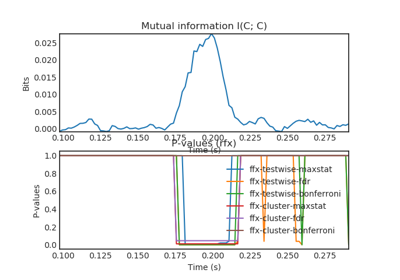 Mutual information I(C; C)
0.025
0.020
0.015
0.010
0.005
0.000
Bits
0.100 0.125 0.150 0.175 0.200 0.225 0.250 0.275
Time (s)
P-values (rfx)
1.0
0.8
0.6
0.4
0.2
0.0
P-values
ffx-testwise-maxstat
ffx-testwise-fdr
ffx-testwise-bonferroni
ffx-cluster-maxstat
ffx-cluster-fdr
ffx-cluster-bonferroni
0.100 0.125 0.150 0.175 0.200 0.225 0.250 0.275
Time (s)